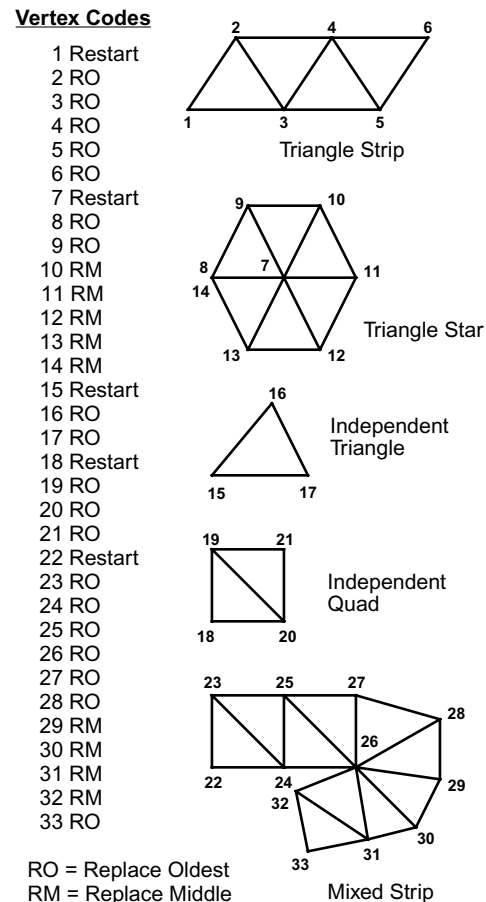 Vertex Codes
1 Restart
2 RO
3 RO
4 RO
5 RO
6 RO
7 Restart
8 RO
9 RO
10 RM
11 RM
12 RM
13 RM
14 RM
15 Restart
16 RO
17 RO
18 Restart
19 RO
20 RO
21 RO
22 Restart
23 RO
24 RO
25 RO
26 RO
27 RO
28 RO
29 RM
30 RM
31 RM
32 RM
33 RO
RO = Replace Oldest
RM = Replace Middle
2 4 6
1 3 5
Triangle Strip
9 10
8 7 11
14
13 12
Triangle Star
16
15 17
Independent
Triangle
19 21
18 20
Independent
Quad
23 25 27
28
26
22 24
29
32
30
31
33
Mixed Strip